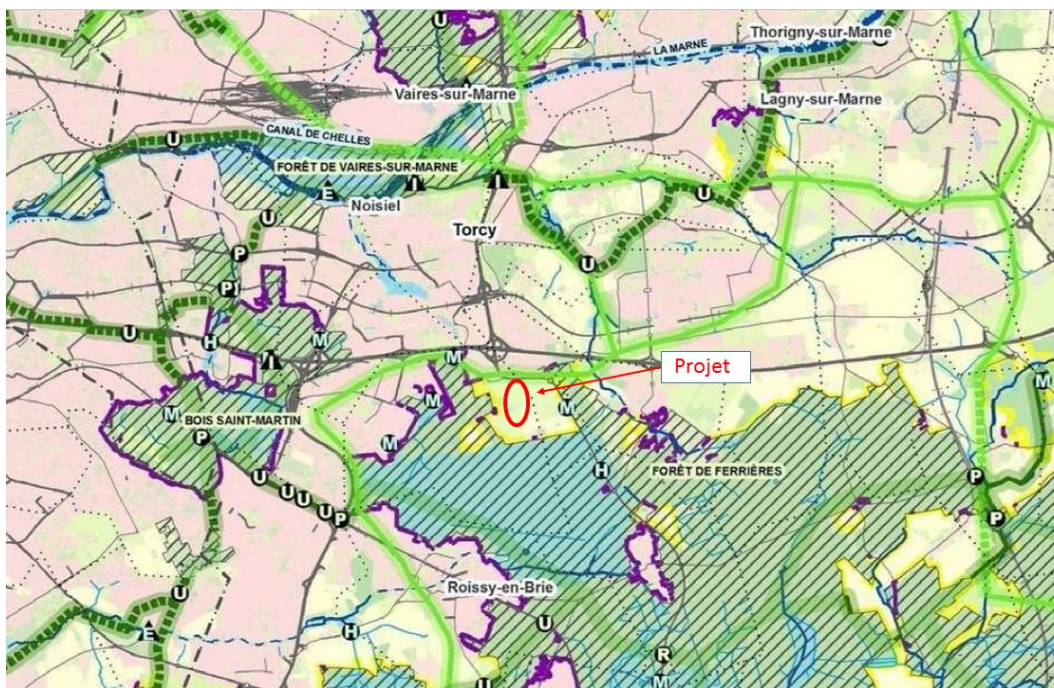 U
Thorigny-sur-Marne
LA MARNE
Vaires-sur-Marne
Lagny-sur-Marne
CANAL DE CHELLES
U
FORÊT DE VAIRES-SUR-MARNE
I
I
E
Noisiel
U
U
Torcy
P
U
P
U
H
M
M
Projet
I
M
M
M
BOIS SAINT-MARTIN
P
M
M
FORÊT DE FERRIÈRES
H
P
U
U
U
U
P
P
Roissy-en-Brie
U
U
E
H
R
M
U